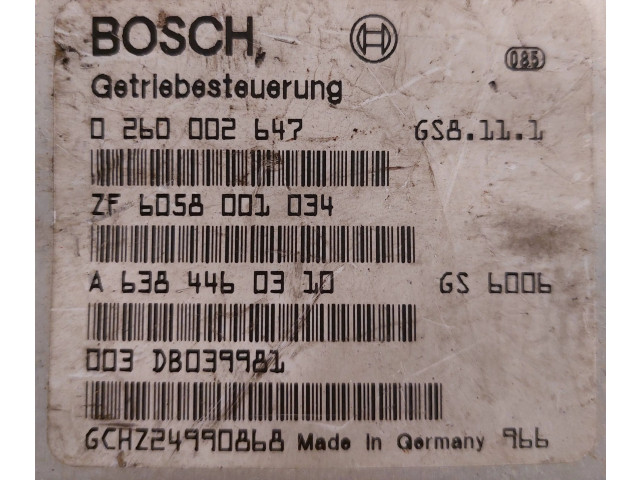 BOSCH
085
Getriebesteuerung
0 260 002 647 GS8.11.1
ZF 6058 001 034
A 638 446 03 10 GS 6006
003 DB039981
GCHZ24990868 Made In Germany 966